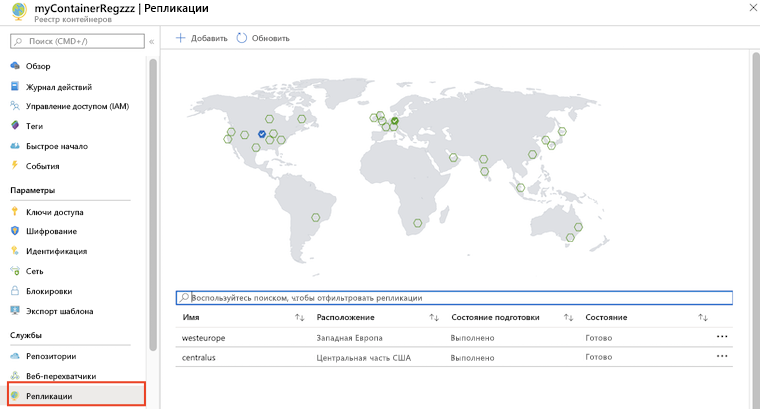 myContainerRegzzz | Репликации
Реестр контейнеров
Поиск (CMD+/)
Добавить
Обновить
Обзор
Журнал действий
Управление доступом (IAM)
Теги
Быстрое начало
События
Параметры
Ключи доступа
Шифрование
Идентификация
Сеть
Блокировки
Экспорт шаблона
Службы
Репозитории
Веб-перехватчики
Репликации
Воспользуйтесь поиском, чтобы отфильтровать репликации
Имя Расположение Состояние подготовки Состояние
westeurope Западная Европа Выполнено Готово
centralus Центральная часть США Выполнено Готово